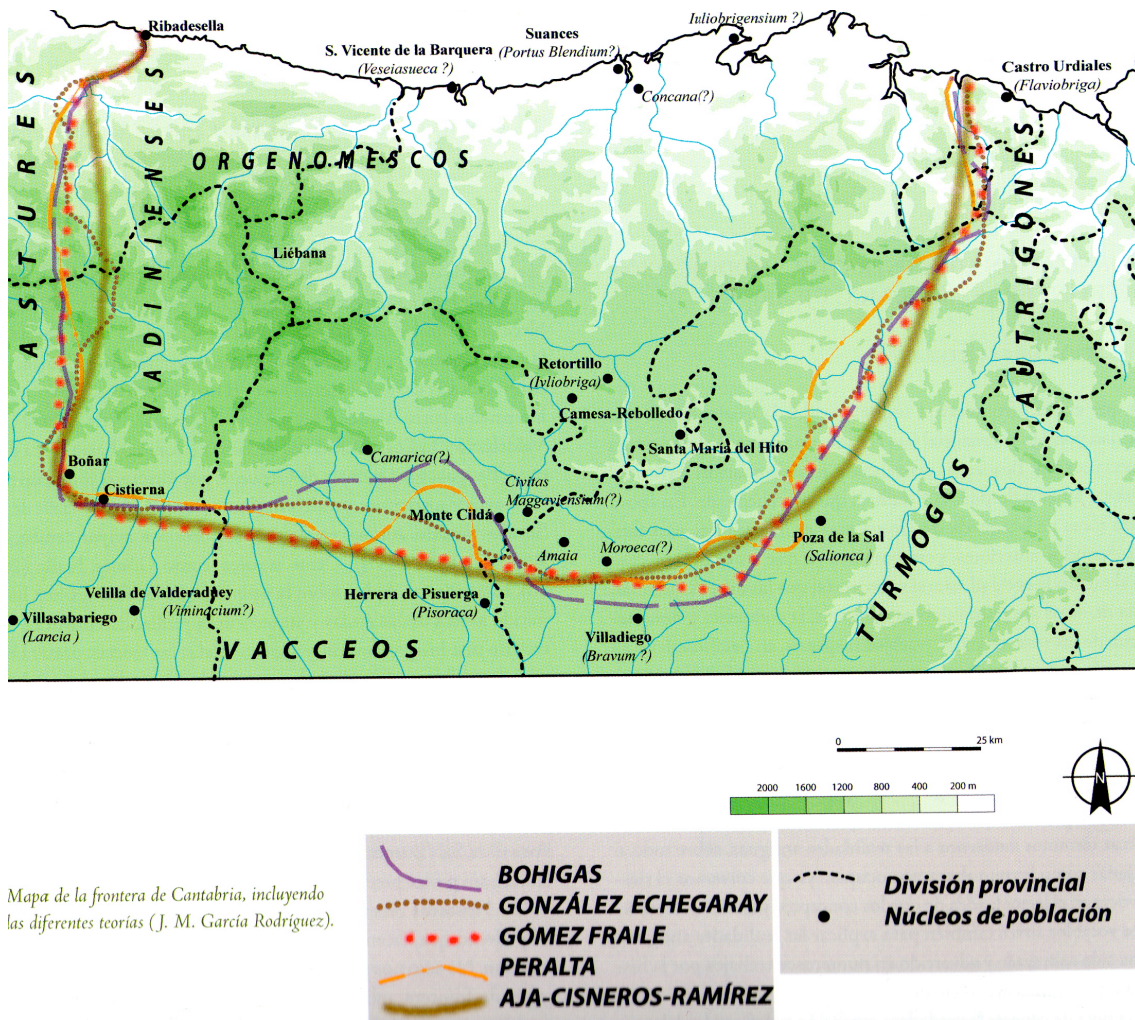 Ribadesella
Iuliobrigensium ?)
S. Vicente de la Barquera
(Veseiasueca ?)
Suances
(Portus Blendium?)
Concana(?)
Castro Urdiales
(Flaviobriga)
ASTURES
VADINIENSES
ORGENOMESCOS
AUTRIGONES
Liébana
Retortillo
(Ivliobriga)
Camesa-Rebolledo
Santa María del Hito
Camarica(?)
Boñar
Cistierna
Civitas
Maggaviensium(?)
Monte Cildá
Amaia
Moroeca(?)
Poza de la Sal
(Salionca )
TURMOGOS
Velilla de Valderaduey
(Viminacium?)
Villasabariego
(Lancia )
Herrera de Pisuerga
(Pisoraca)
Villadiego
(Bravum ?)
VACCEOS
0 25 km
N
2000 1600 1200 800 400 200 m
BOHIGAS
GONZÁLEZ ECHEGARAY
GÓMEZ FRAILE
PERALTA
AJA-CISNEROS-RAMÍREZ
División provincial
Núcleos de población
Mapa de la frontera de Cantabria, incluyendo
las diferentes teorías (J. M. García Rodríguez).